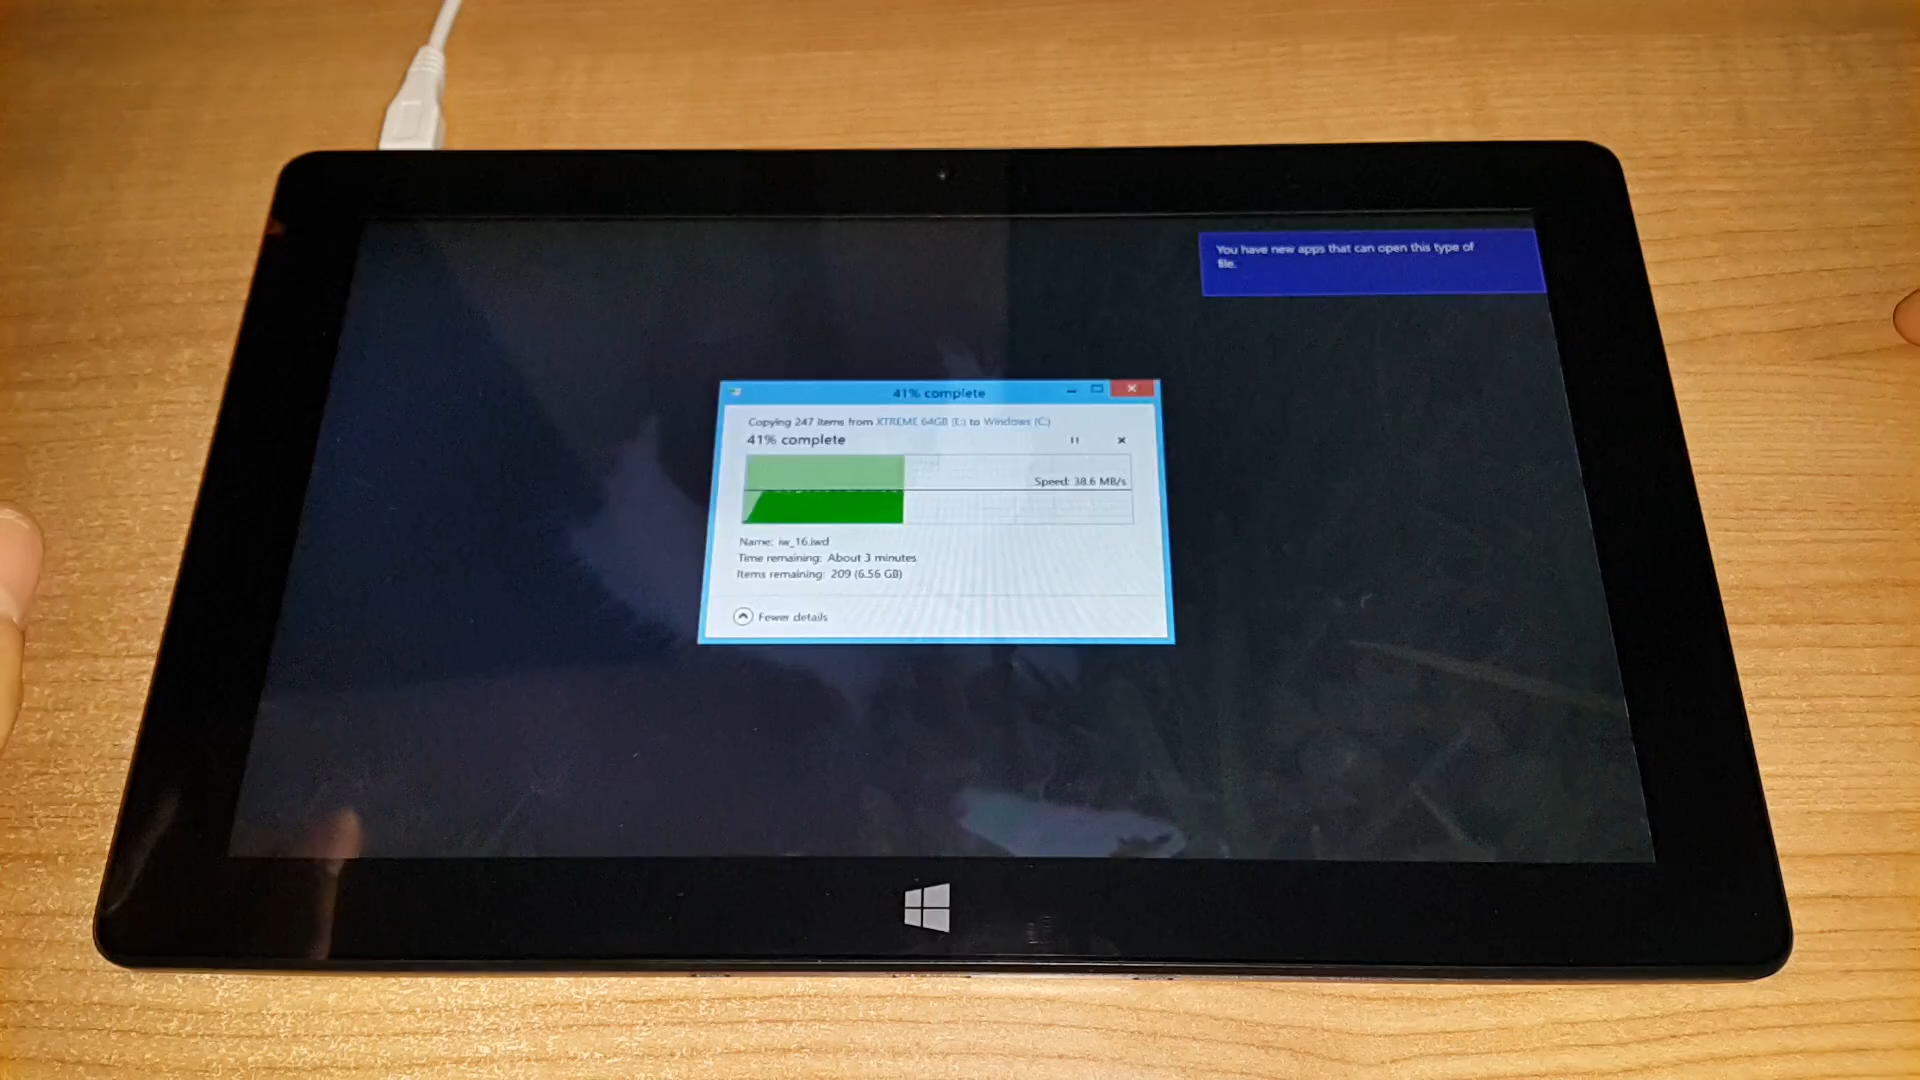 You have new apps that can open this type of
file.
41% complete
Copying 247 items from XTREME 64GB (E:) to Windows (C:)
41% complete
Speed: 38.6 MB/s
Name: iw_16.iwd
Time remaining: About 3 minutes
Items remaining: 209 (6.56 GB)
Fewer details